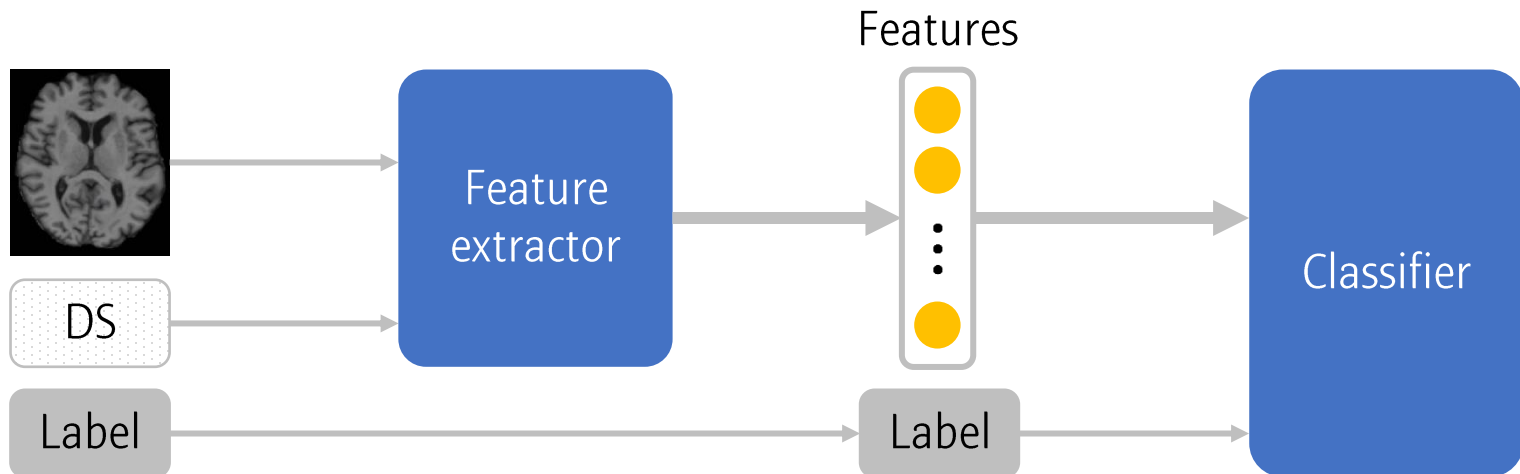 Features
Feature
extractor
Classifier
DS
Label
Label